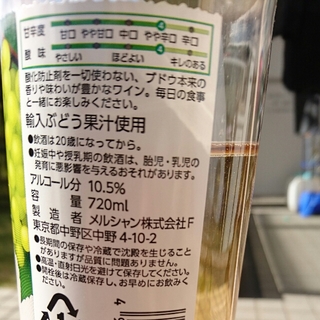 甘辛度 4
甘口 やや甘口 中口 やや辛口 辛口
酸味 4
やさしい ほどよい キレのある
酸化防止剤を一切使わない、ブドウ本来の
香りや味わいが豊かなワイン。毎日の食事
と一緒にお楽しみください。
輸入ぶどう果汁使用
●飲酒は20歳になってから。
●妊娠中や授乳期の飲酒は、胎児・乳児の
発育に悪影響を与えるおそれがあります。
アルコール分 10.5%
容量 720ml
製造者 メルシャン株式会社F
東京都中野区中野4-10-2
●長期間の保存や冷蔵で沈殿を生じること
がありますが品質に問題ありません。
●高温・直射日光を避けて保存してください。
●開栓後は冷蔵保存し、お早めにお飲みく
ださい。
4